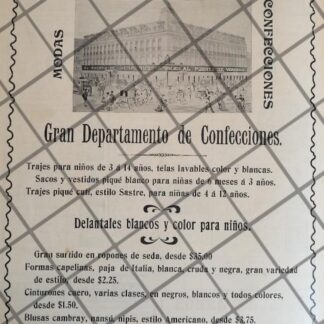 MODAS
CONFECCIONES
Gran Departamento de Confecciones.
Trajes para niños de 3 á 14 años, telas lavables color y blancas.
Sacos y vestidos piqué blanco para niñas de 6 meses á 3 años.
Trajes piqué cutí, estilo Sastre, para niñas de 4 á 12 años.
Delantales blancos y color para niños.
Gran surtido en ropones de seda, desde $35.00
Formas capelinas, paja de Italia, blanca, cruda y negra, gran variedad
de estilo, desde $2.25.
Cinturones cuero, varias clases, en negros, blancos y todos colores,
desde $1.50.
Blusas cambray, nansú, nipis, estilo Americano, desde $3.75.